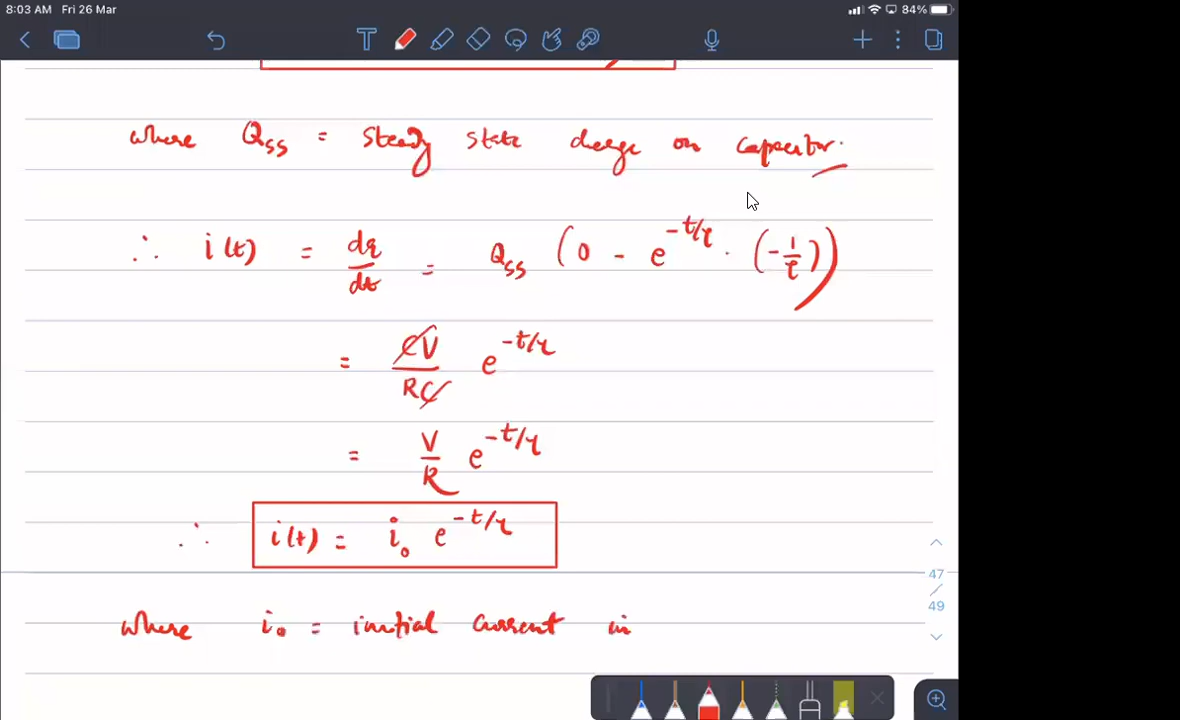 8:03 AM Fri 26 Mar 84%
where Qss = steady state charge on capacitor.
∴ i(t) = dq/dt = Qss (0 - e^(-t/τ) · (-1/τ))
= CV/RC e^(-t/τ)
= V/R e^(-t/τ)
∴ i(t) = i₀ e^(-t/τ)
47
/
49
where i₀ = initial current in